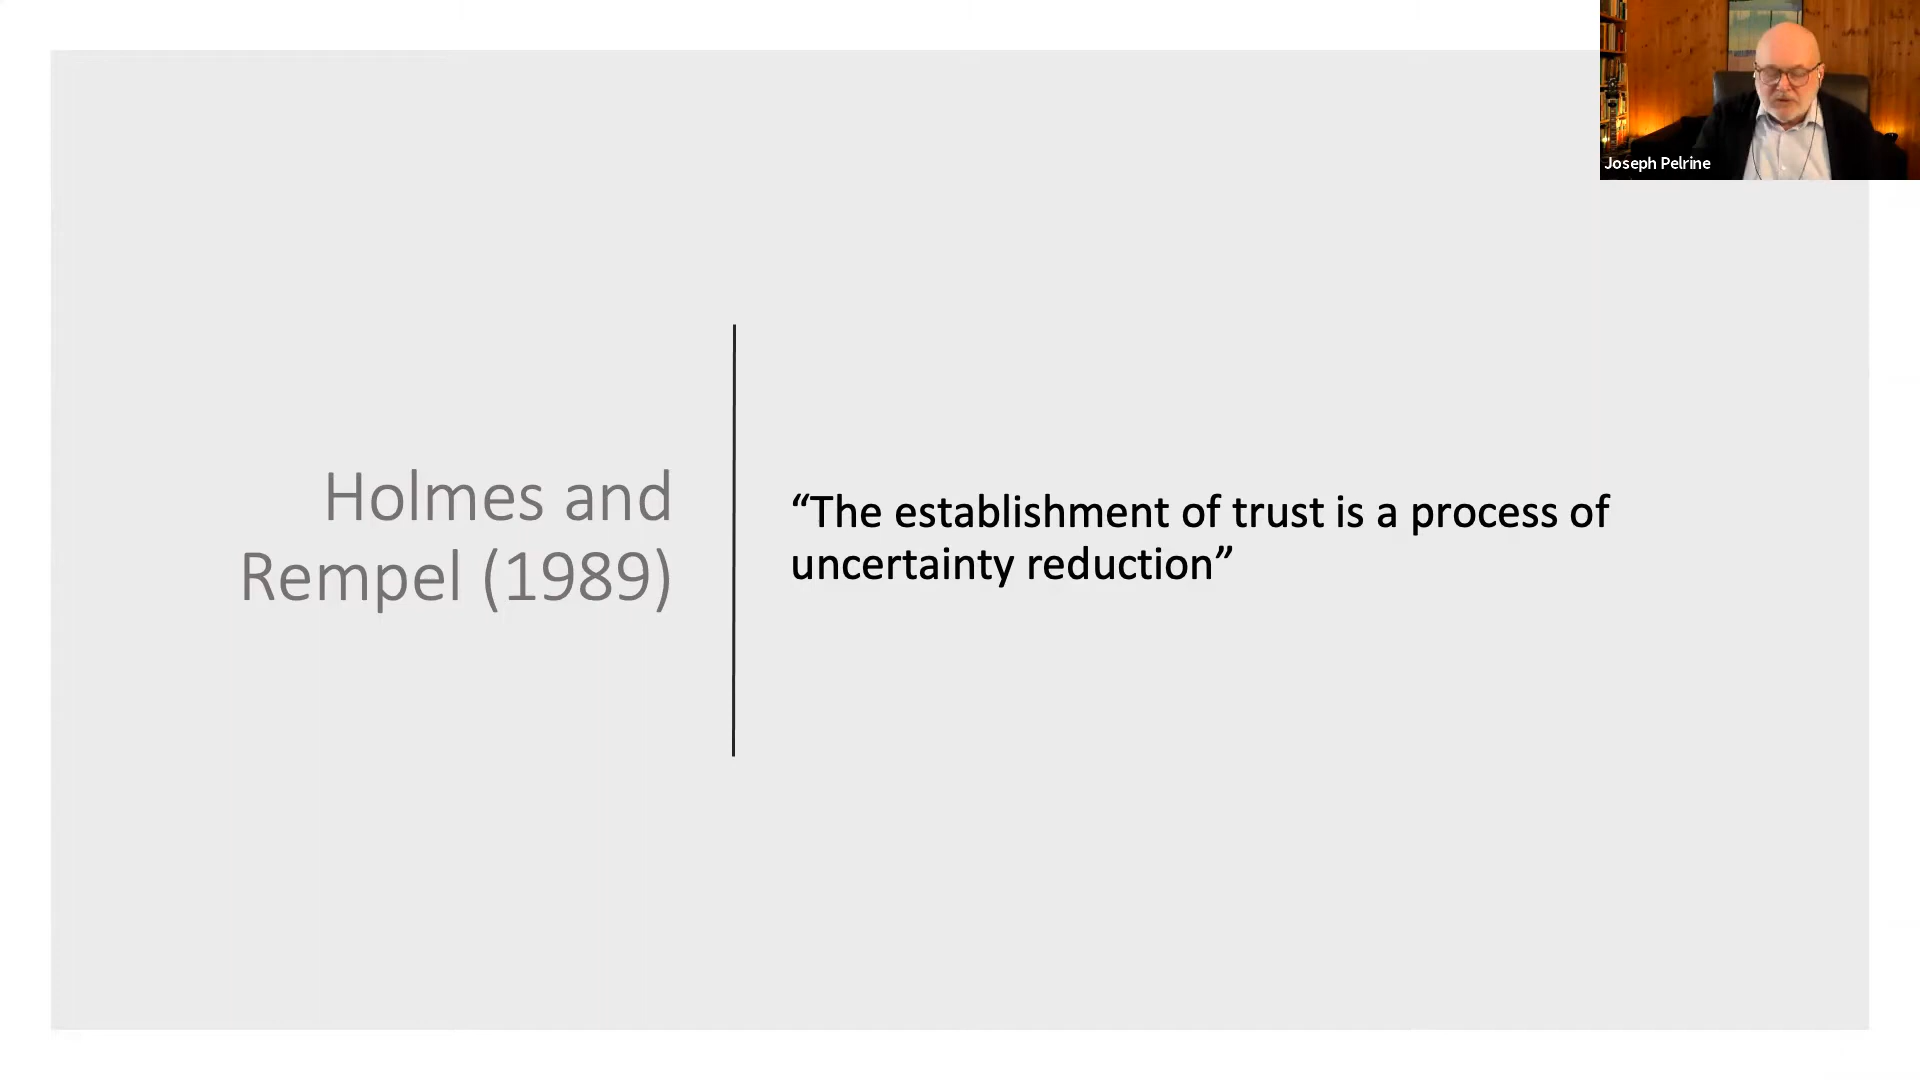 Joseph Pelrine
Holmes and
Rempel (1989)
“The establishment of trust is a process of
uncertainty reduction”